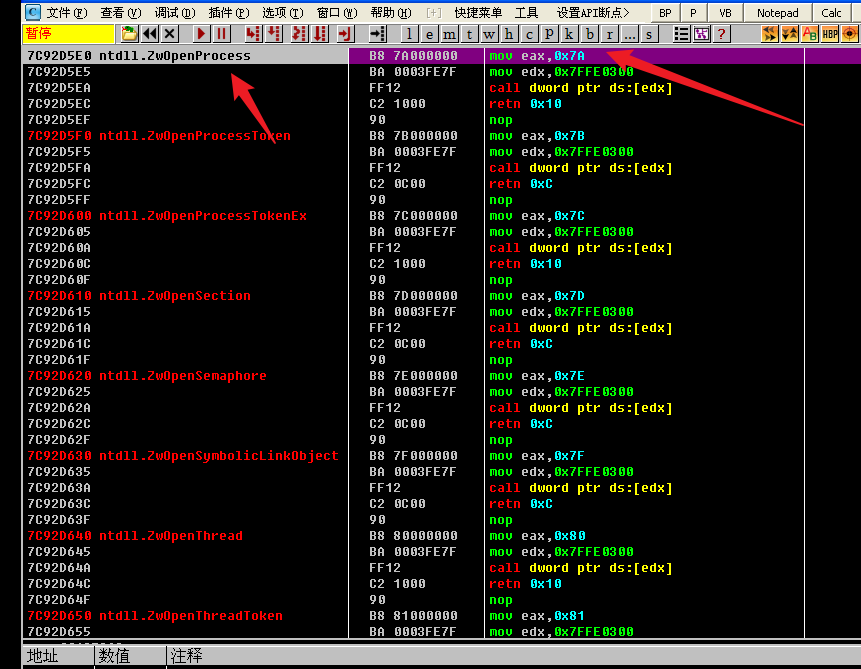 C 文件(F) 查看(V) 调试(D) 插件(P) 选项(T) 窗口(W) 帮助(H) [+] 快捷菜单 工具 设置API断点> BP P VB Notepad Calc
暂停 l e m t w h c p k b r ... s ? HBP
7C92D5E0 ntdll.ZwOpenProcess B8 7A000000 mov eax,0x7A
7C92D5E5 BA 0003FE7F mov edx,0x7FFE0300
7C92D5EA FF12 call dword ptr ds:[edx]
7C92D5EC C2 1000 retn 0x10
7C92D5EF 90 nop
7C92D5F0 ntdll.ZwOpenProcessToken B8 7B000000 mov eax,0x7B
7C92D5F5 BA 0003FE7F mov edx,0x7FFE0300
7C92D5FA FF12 call dword ptr ds:[edx]
7C92D5FC C2 0C00 retn 0xC
7C92D5FF 90 nop
7C92D600 ntdll.ZwOpenProcessTokenEx B8 7C000000 mov eax,0x7C
7C92D605 BA 0003FE7F mov edx,0x7FFE0300
7C92D60A FF12 call dword ptr ds:[edx]
7C92D60C C2 1000 retn 0x10
7C92D60F 90 nop
7C92D610 ntdll.ZwOpenSection B8 7D000000 mov eax,0x7D
7C92D615 BA 0003FE7F mov edx,0x7FFE0300
7C92D61A FF12 call dword ptr ds:[edx]
7C92D61C C2 0C00 retn 0xC
7C92D61F 90 nop
7C92D620 ntdll.ZwOpenSemaphore B8 7E000000 mov eax,0x7E
7C92D625 BA 0003FE7F mov edx,0x7FFE0300
7C92D62A FF12 call dword ptr ds:[edx]
7C92D62C C2 0C00 retn 0xC
7C92D62F 90 nop
7C92D630 ntdll.ZwOpenSymbolicLinkObject B8 7F000000 mov eax,0x7F
7C92D635 BA 0003FE7F mov edx,0x7FFE0300
7C92D63A FF12 call dword ptr ds:[edx]
7C92D63C C2 0C00 retn 0xC
7C92D63F 90 nop
7C92D640 ntdll.ZwOpenThread B8 80000000 mov eax,0x80
7C92D645 BA 0003FE7F mov edx,0x7FFE0300
7C92D64A FF12 call dword ptr ds:[edx]
7C92D64C C2 1000 retn 0x10
7C92D64F 90 nop
7C92D650 ntdll.ZwOpenThreadToken B8 81000000 mov eax,0x81
7C92D655 BA 0003FE7F mov edx,0x7FFE0300
地址 数值 注释